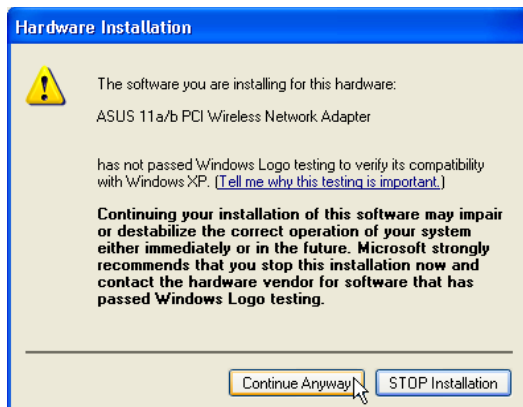 Hardware Installation
The software you are installing for this hardware:
ASUS 11a/b PCI Wireless Network Adapter
has not passed Windows Logo testing to verify its compatibility
with Windows XP. (Tell me why this testing is important.)
Continuing your installation of this software may impair
or destabilize the correct operation of your system
either immediately or in the future. Microsoft strongly
recommends that you stop this installation now and
contact the hardware vendor for software that has
passed Windows Logo testing.
Continue Anyway
STOP Installation